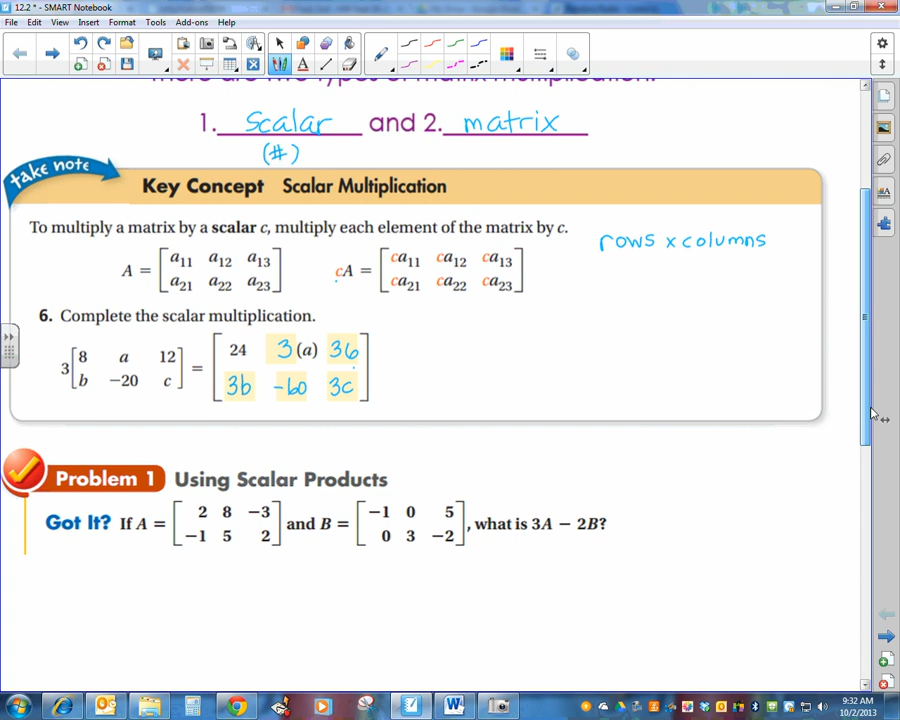 12.2 * - SMART Notebook
File Edit View Insert Format Tools Add-ons Help
1. scalar and 2. matrix
(#)
take note
Key Concept Scalar Multiplication
To multiply a matrix by a scalar c, multiply each element of the matrix by c.
rows x columns
A = [ a11 a12 a13 ] cA = [ ca11 ca12 ca13 ]
[ a21 a22 a23 ] [ ca21 ca22 ca23 ]
6. Complete the scalar multiplication.
3 [ 8 a 12 ] = [ 24 3 (a) 36 ]
[ b −20 c ] [ 3b -60 3c ]
Problem 1 Using Scalar Products
Got It? If A = [ 2 8 −3 ] and B = [ −1 0 5 ], what is 3A − 2B?
[ −1 5 2 ] [ 0 3 −2 ]
9:32 AM
10/2/2013